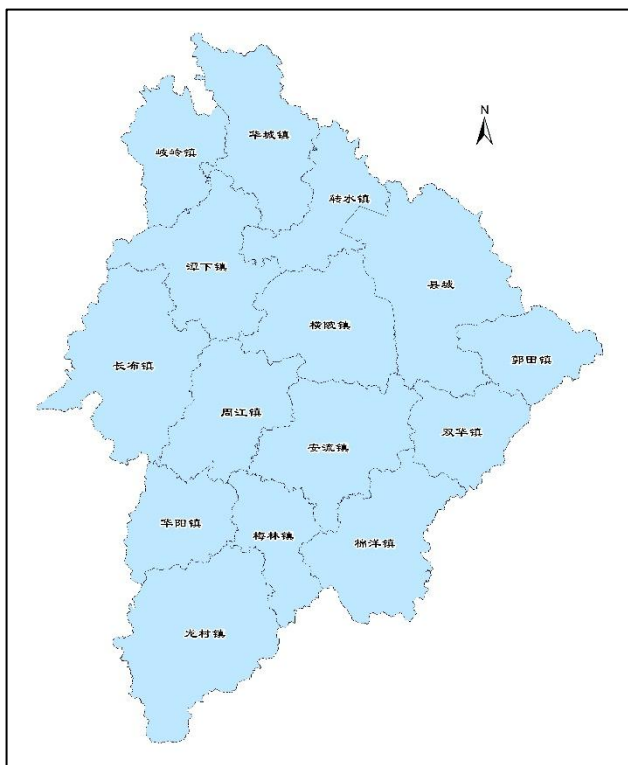 N
华城镇
岐岭镇
转水镇
潭下镇
县城
横陂镇
郭田镇
长布镇
周江镇
双华镇
安流镇
华阳镇
梅林镇
棉洋镇
龙村镇